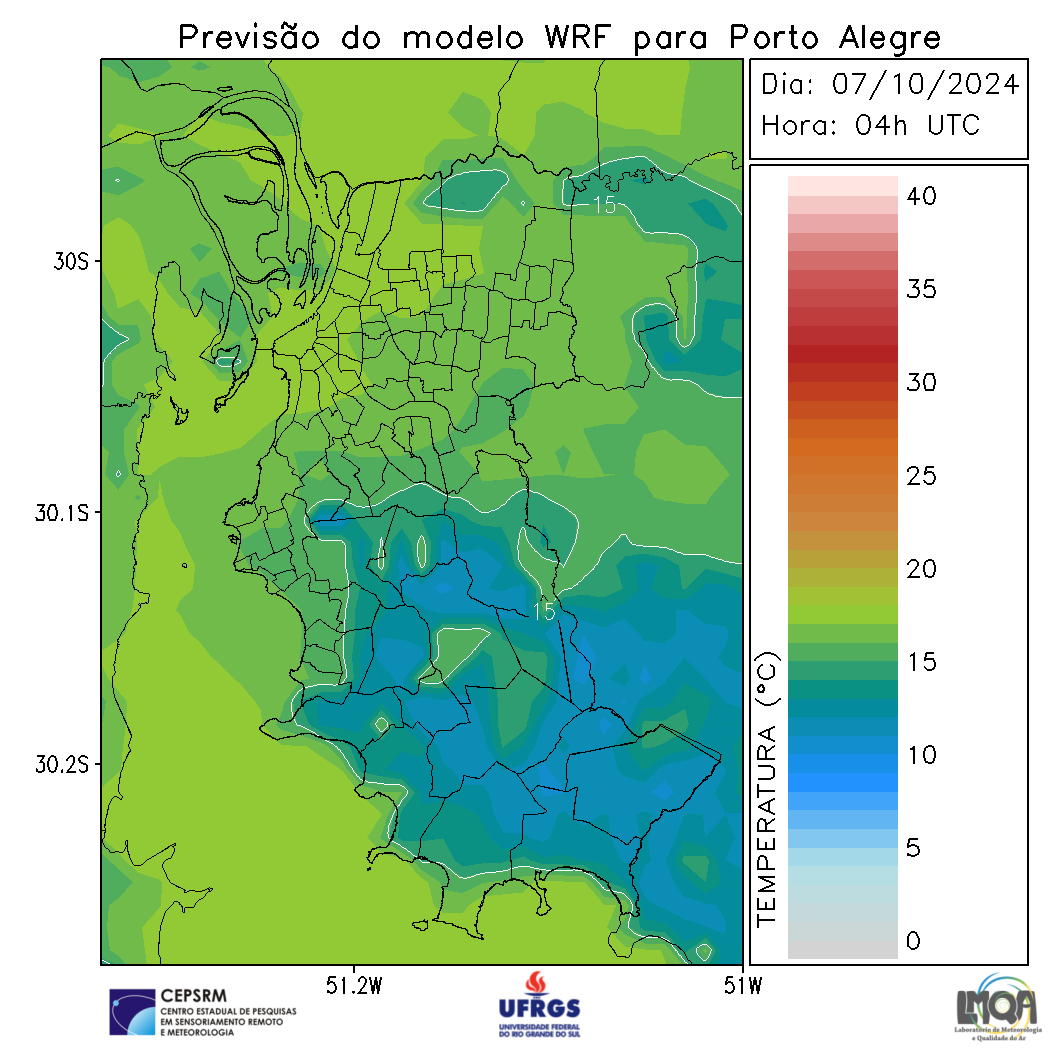 Previsão do modelo WRF para Porto Alegre
Dia: 07/10/2024
Hora: 04h UTC
40
35
30
25
20
15
10
5
0
TEMPERATURA (°C)
30S
30.1S
30.2S
51.2W
51W
15
15
CEPSRM
CENTRO ESTADUAL DE PESQUISAS
EM SENSORIAMENTO REMOTO
E METEOROLOGIA
UFRGS
UNIVERSIDADE FEDERAL
DO RIO GRANDE DO SUL
LMQA
Laboratório de Meteorologia
e Qualidade do Ar